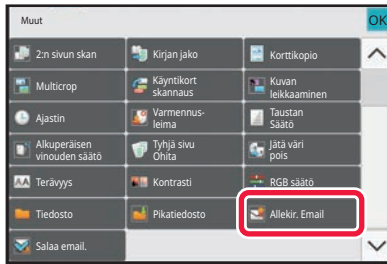 Muut
OK
2:n sivun skan
Kirjan jako
Korttikopio
Multicrop
Käyntikort
skannaus
Kuvan
leikkaaminen
Ajastin
Varmennus-
leima
Taustan
Säätö
Alkuperäisen
vinouden säätö
Tyhjä sivu
Ohita
Jätä väri
pois
AA
Terävyys
Kontrasti
RGB säätö
Tiedosto
Pikatiedosto
Allekir. Email
Salaa email.